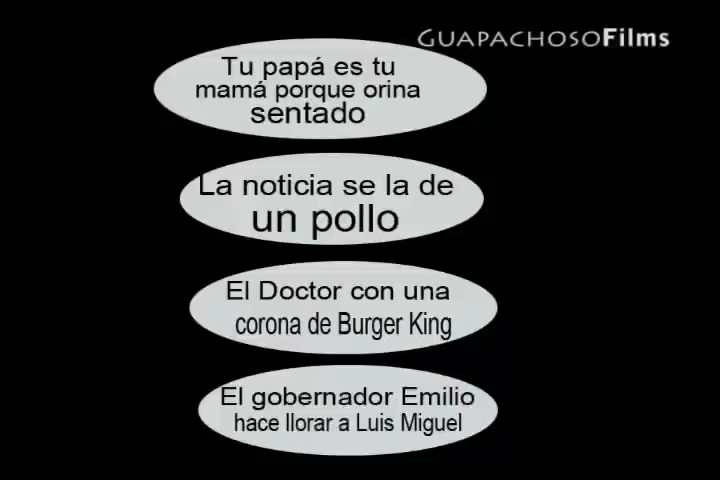 GUAPACHOSOFilms
Tu papá es tu
mamá porque orina
sentado
La noticia se la de
un pollo
El Doctor con una
corona de Burger King
El gobernador Emilio
hace llorar a Luis Miguel